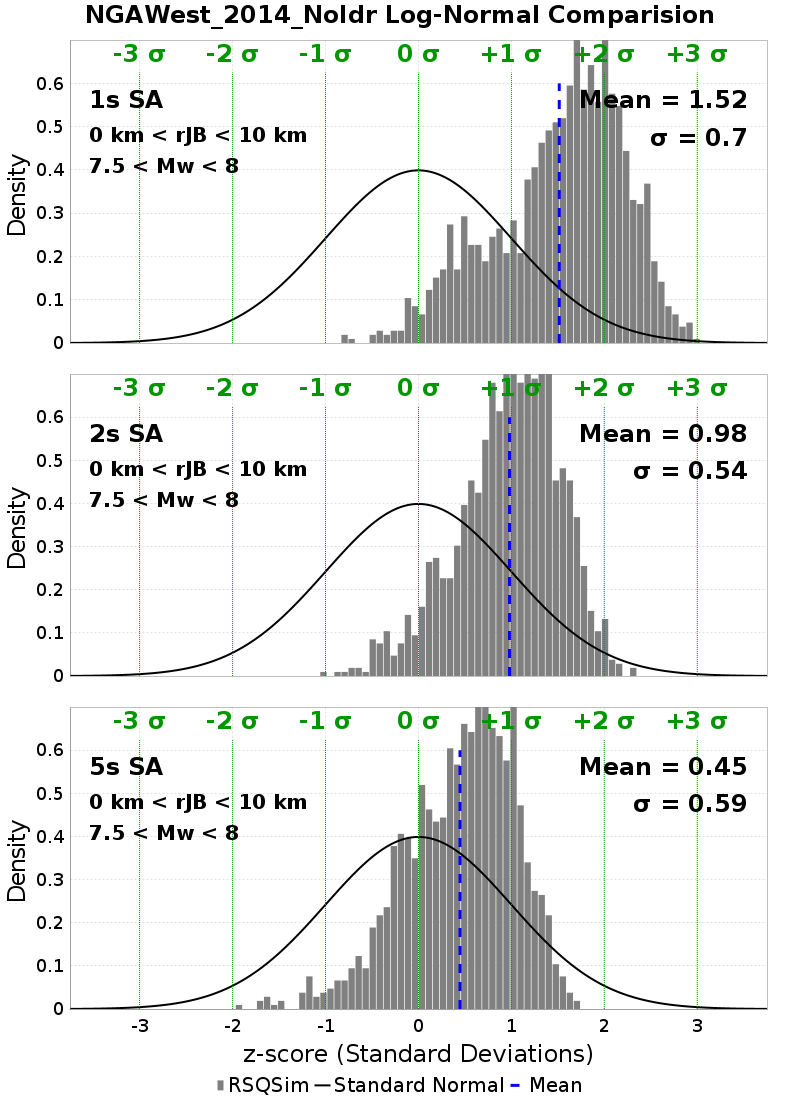 NGAWest_2014_NoIdr Log-Normal Comparision
-3 σ -2 σ -1 σ 0 σ +1 σ +2 σ +3 σ
1s SA
Mean = 1.52
0 km < rJB < 10 km
σ = 0.7
7.5 < Mw < 8
0.6
0.5
0.4
0.3
0.2
0.1
0
Density
-3 σ -2 σ -1 σ 0 σ +1 σ +2 σ +3 σ
2s SA
Mean = 0.98
0 km < rJB < 10 km
σ = 0.54
7.5 < Mw < 8
0.6
0.5
0.4
0.3
0.2
0.1
0
Density
-3 σ -2 σ -1 σ 0 σ +1 σ +2 σ +3 σ
5s SA
Mean = 0.45
0 km < rJB < 10 km
σ = 0.59
7.5 < Mw < 8
0.6
0.5
0.4
0.3
0.2
0.1
0
Density
-3 -2 -1 0 1 2 3
z-score (Standard Deviations)
RSQSim Standard Normal Mean